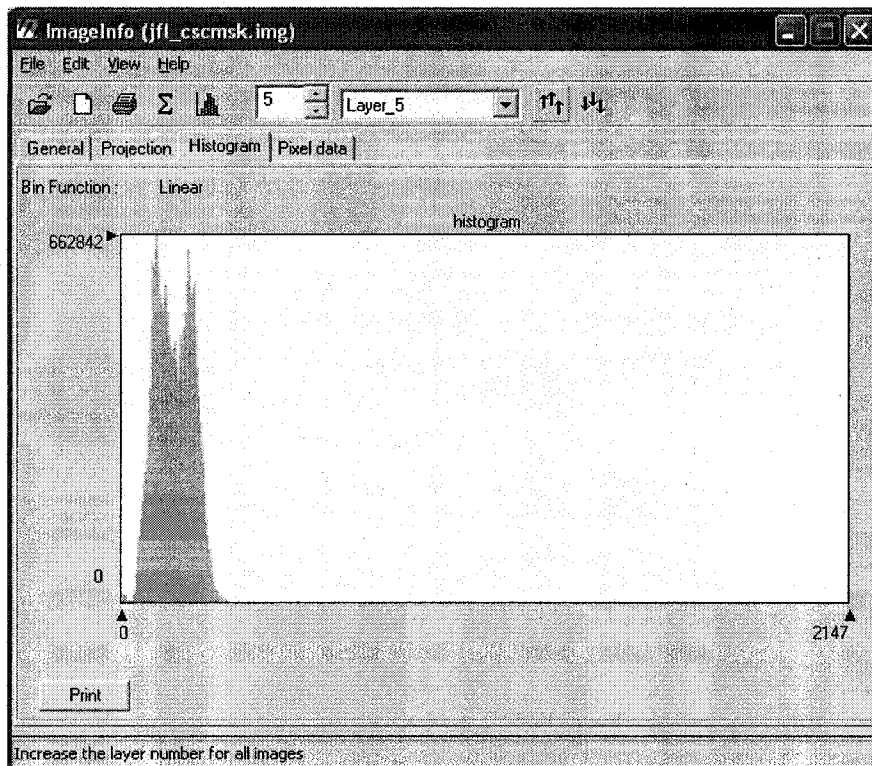 ImageInfo (jfl_cscmsk.img)
File Edit View Help
Σ 5 Layer_5
General Projection Histogram Pixel data
Bin Function: Linear
histogram
662842
0
0 2147
Print
Increase the layer number for all images